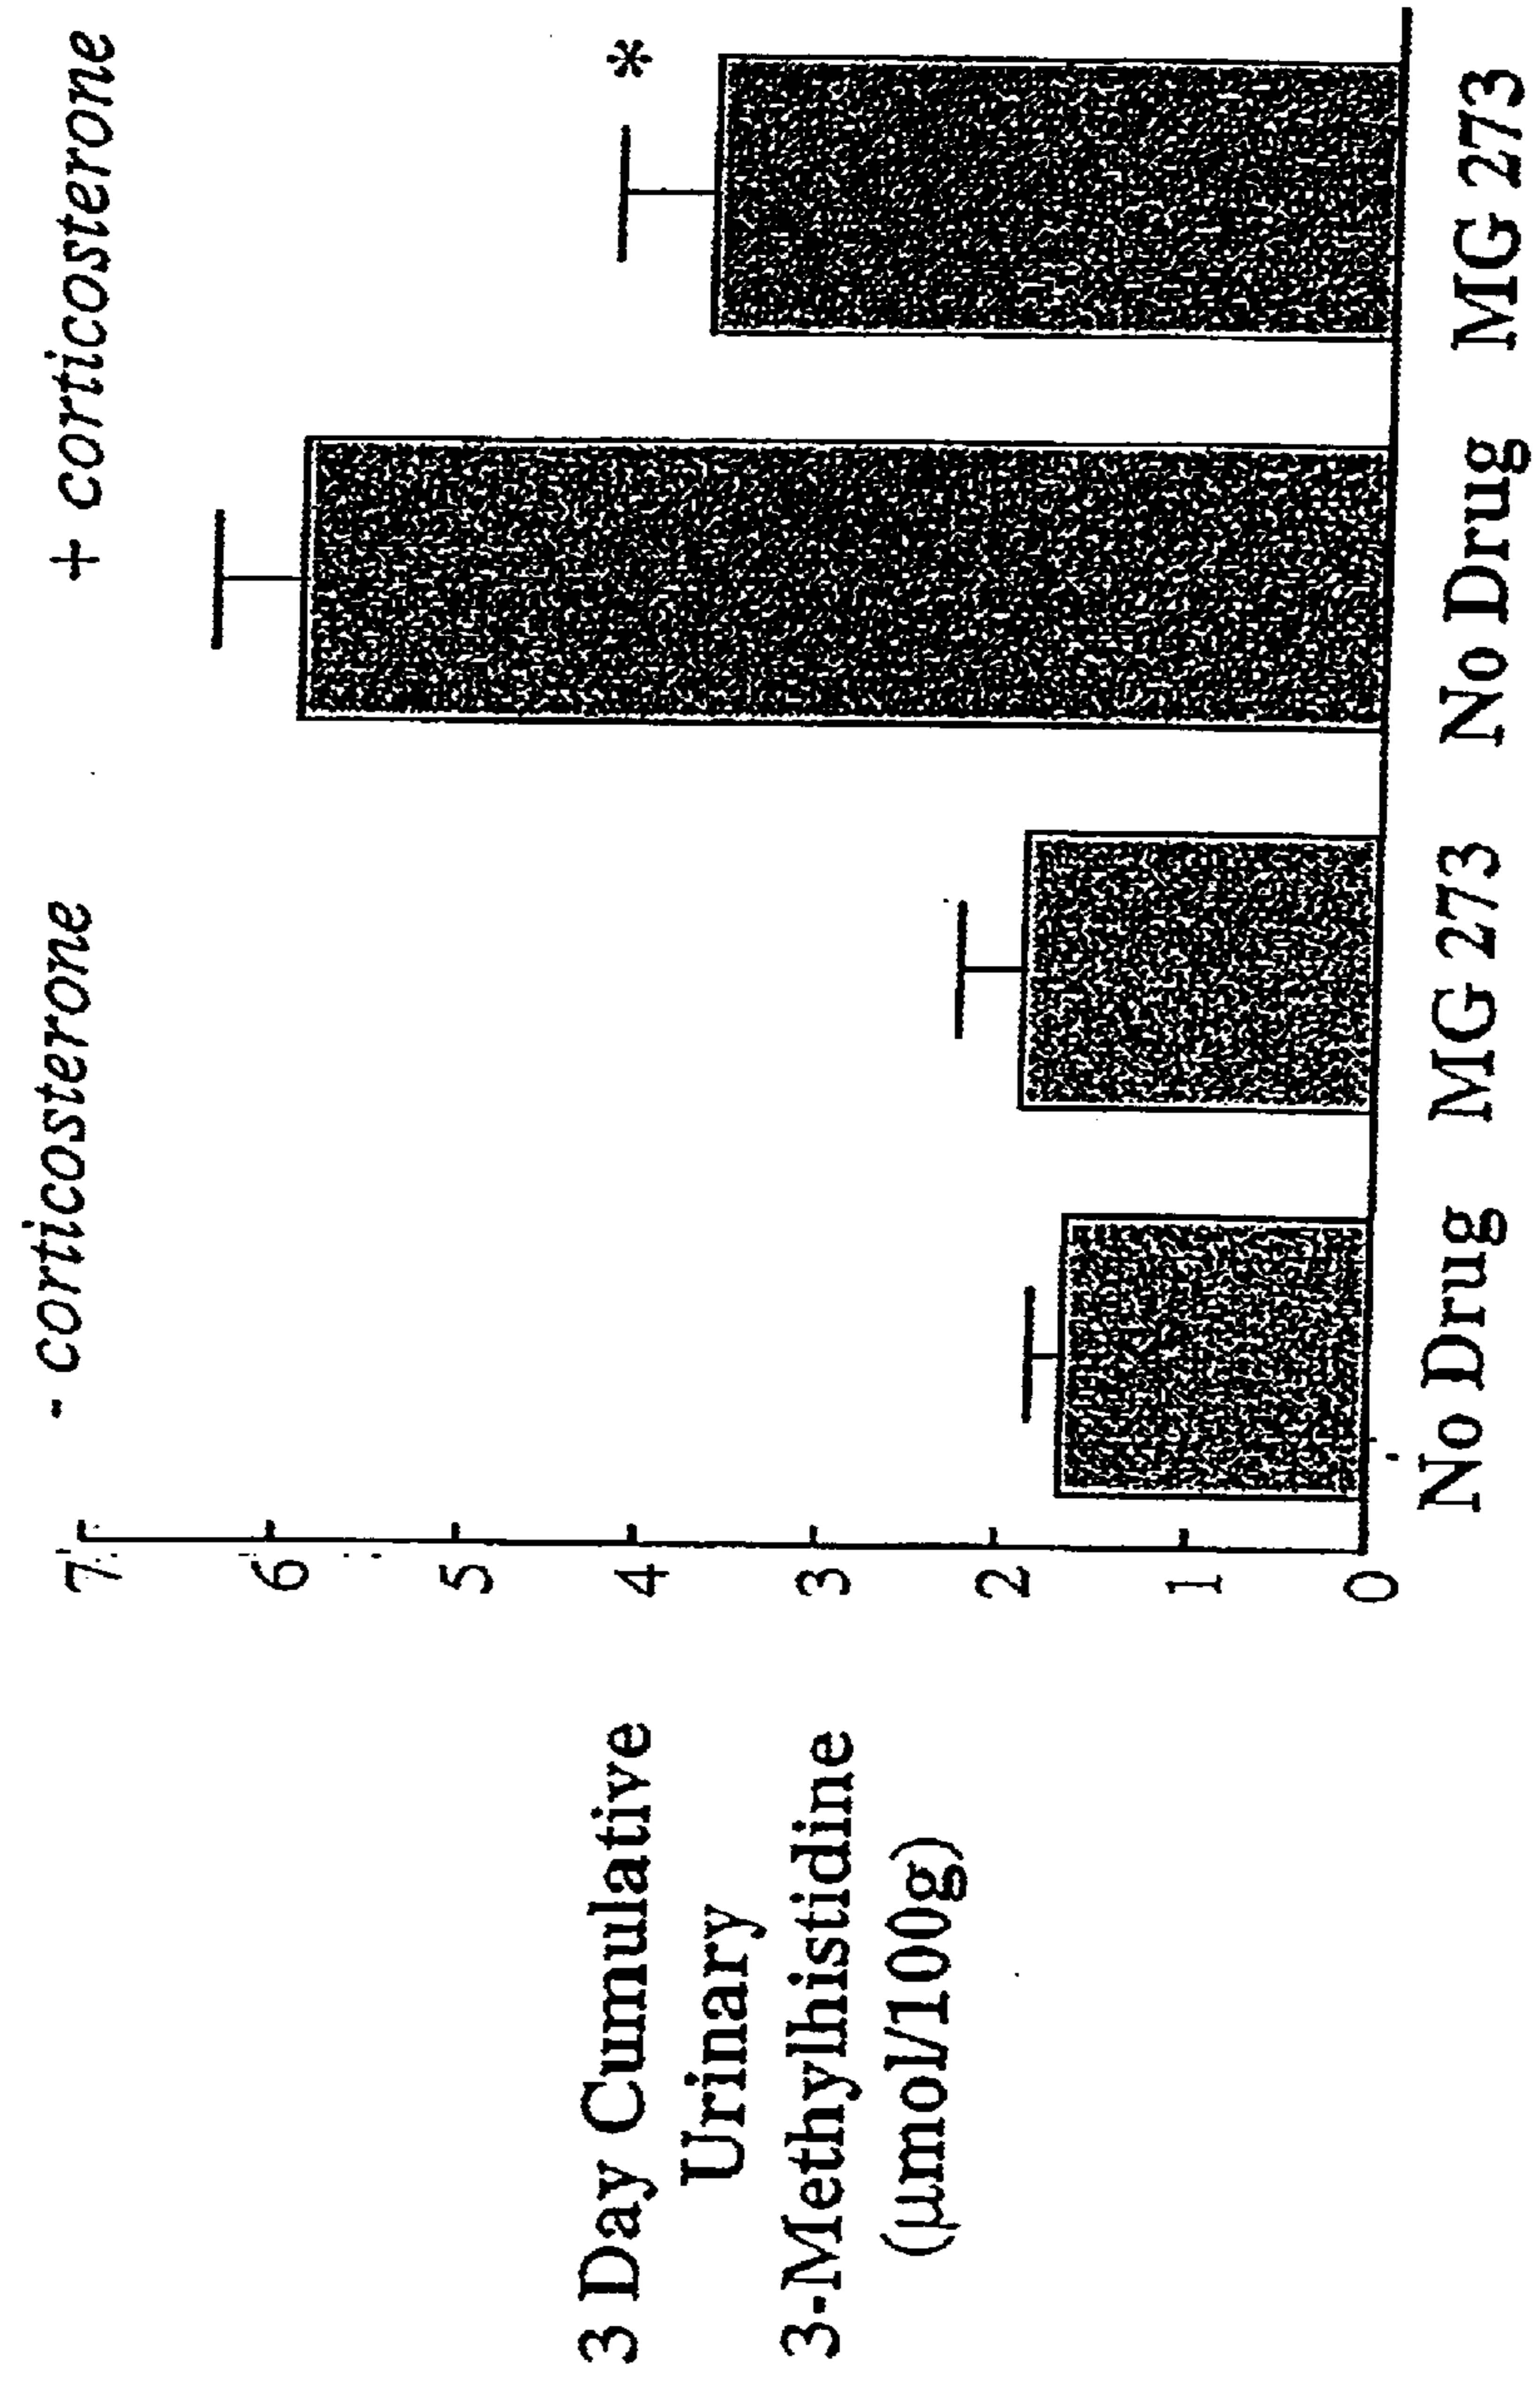 - corticosterone
+ corticosterone
*
3 Day Cumulative
Urinary
3-Methylhistidine
(µmol/100g)
7
6
5
4
3
2
1
0
No Drug
MG 273
No Drug
MG 273